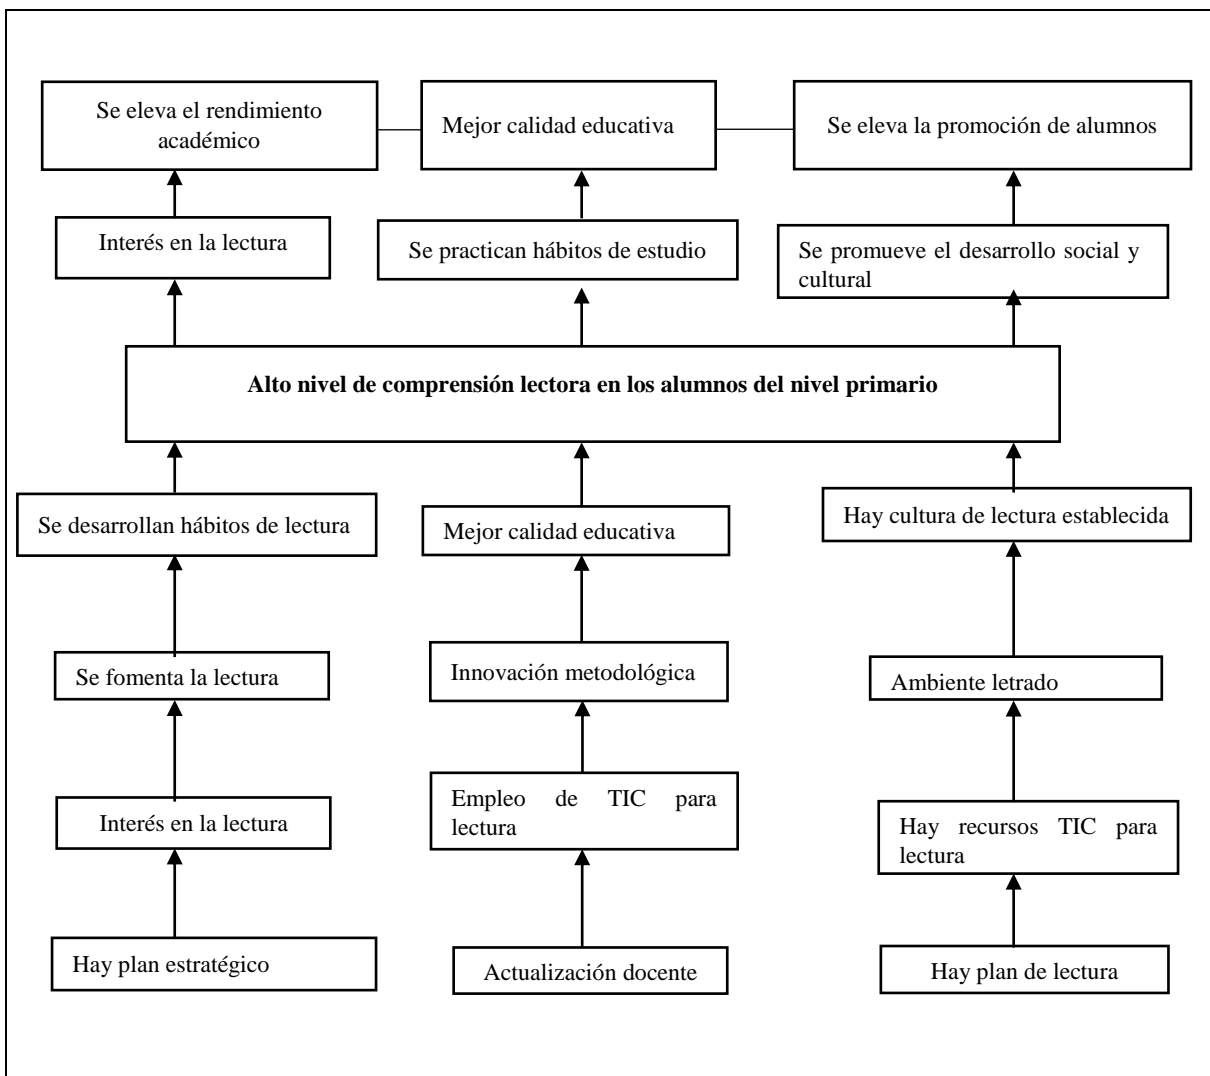 Se eleva el rendimiento
académico
Mejor calidad educativa
Se eleva la promoción de alumnos
Interés en la lectura
Se practican hábitos de estudio
Se promueve el desarrollo social y
cultural
Alto nivel de comprensión lectora en los alumnos del nivel primario
Se desarrollan hábitos de lectura
Mejor calidad educativa
Hay cultura de lectura establecida
Se fomenta la lectura
Innovación metodológica
Ambiente letrado
Interés en la lectura
Empleo de TIC para
lectura
Hay recursos TIC para
lectura
Hay plan estratégico
Actualización docente
Hay plan de lectura